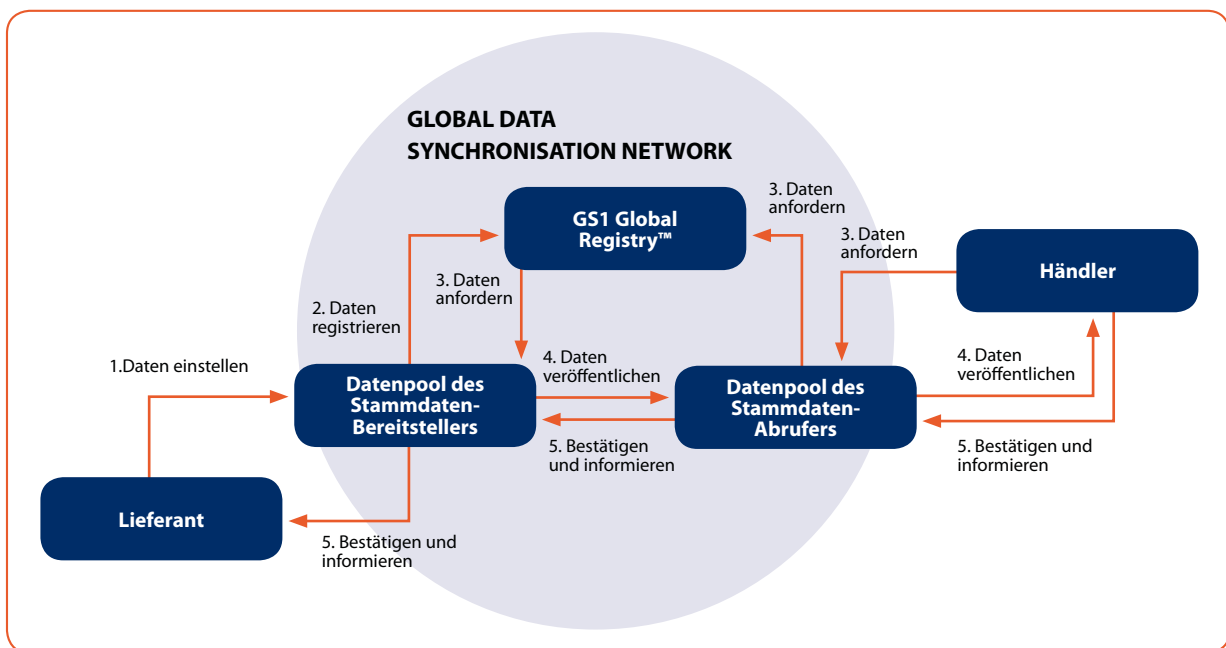 GLOBAL DATA
SYNCHRONISATION NETWORK
GS1 Global
Registry™
3. Daten
anfordern
3. Daten
anfordern
Händler
3. Daten
anfordern
2. Daten
registrieren
1.Daten einstellen
4. Daten
veröffentlichen
4. Daten
veröffentlichen
Datenpool des
Stammdaten-
Bereitstellers
Datenpool des
Stammdaten-
Abrufers
5. Bestätigen
und informieren
5. Bestätigen und
informieren
Lieferant
5. Bestätigen und
informieren